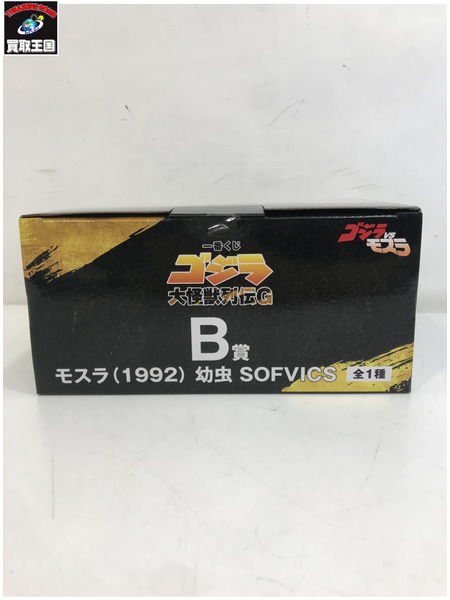 買取王国
一番くじ
ゴジラ
大怪獣列伝G
ゴジラVSモスラ
B賞
モスラ(1992) 幼虫 SOFVICS 全1種